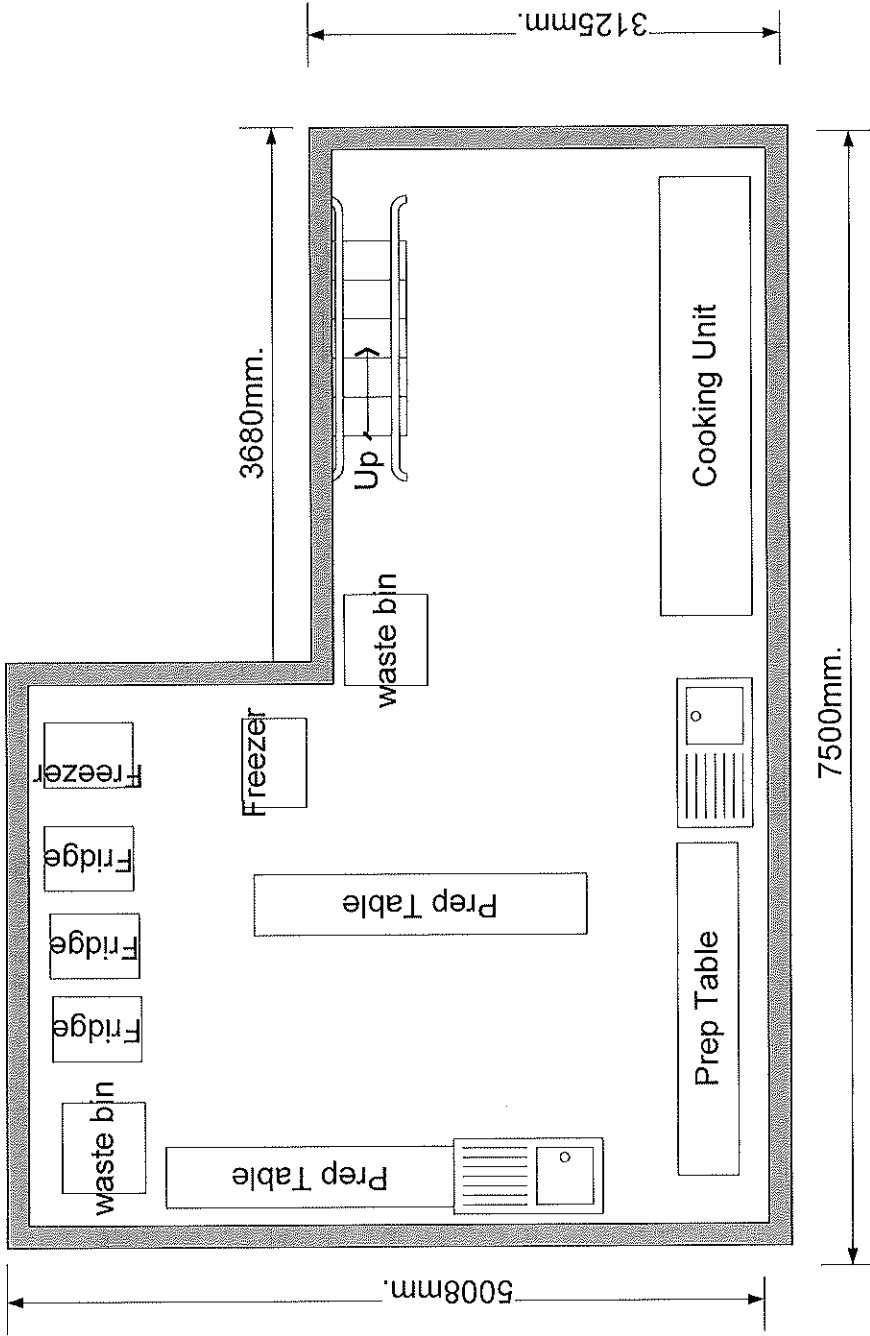 3125mm.
3680mm.
Up
Cooking Unit
waste bin
7500mm.
Freezer
Freezer
Fridge
Fridge
Fridge
Prep Table
Prep Table
waste bin
Prep Table
5008mm.